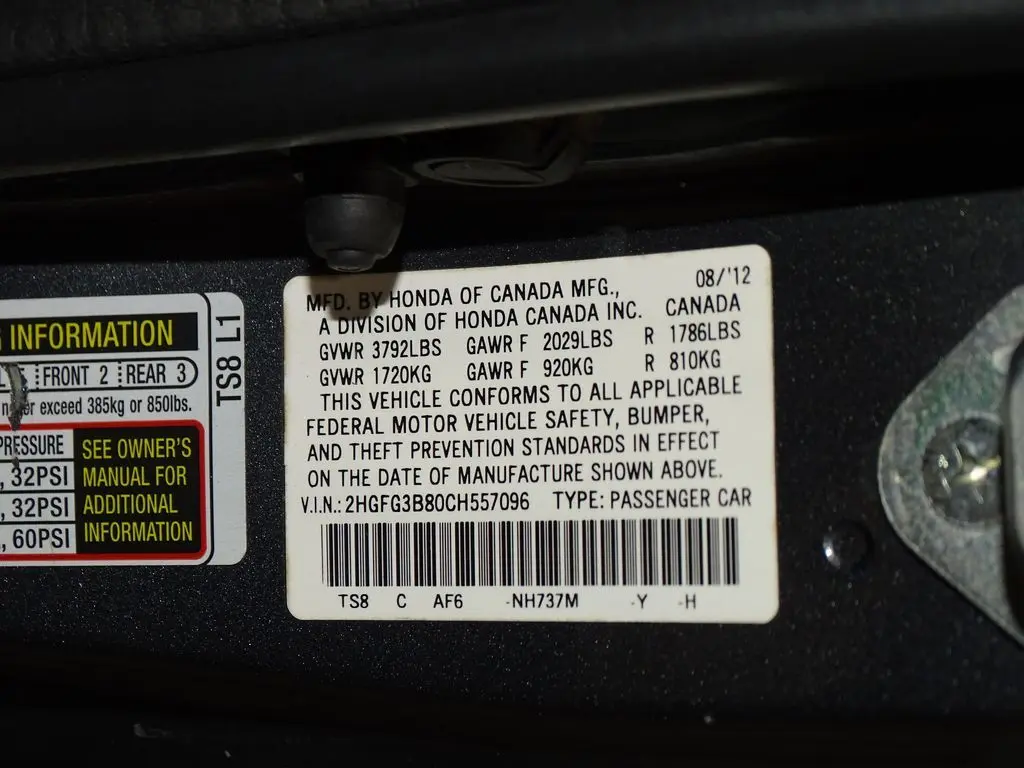 INFORMATION
FRONT 2 REAR 3
exceed 385kg or 850lbs.
PRESSURE
, 32PSI
, 32PSI
, 60PSI
SEE OWNER'S
MANUAL FOR
ADDITIONAL
INFORMATION
TS8 L1
MFD. BY HONDA OF CANADA MFG., 08/'12
A DIVISION OF HONDA CANADA INC. CANADA
GVWR 3792LBS GAWR F 2029LBS R 1786LBS
GVWR 1720KG GAWR F 920KG R 810KG
THIS VEHICLE CONFORMS TO ALL APPLICABLE
FEDERAL MOTOR VEHICLE SAFETY, BUMPER,
AND THEFT PREVENTION STANDARDS IN EFFECT
ON THE DATE OF MANUFACTURE SHOWN ABOVE.
V.I.N.: 2HGFG3B80CH557096 TYPE: PASSENGER CAR
TS8 C AF6 -NH737M -Y -H